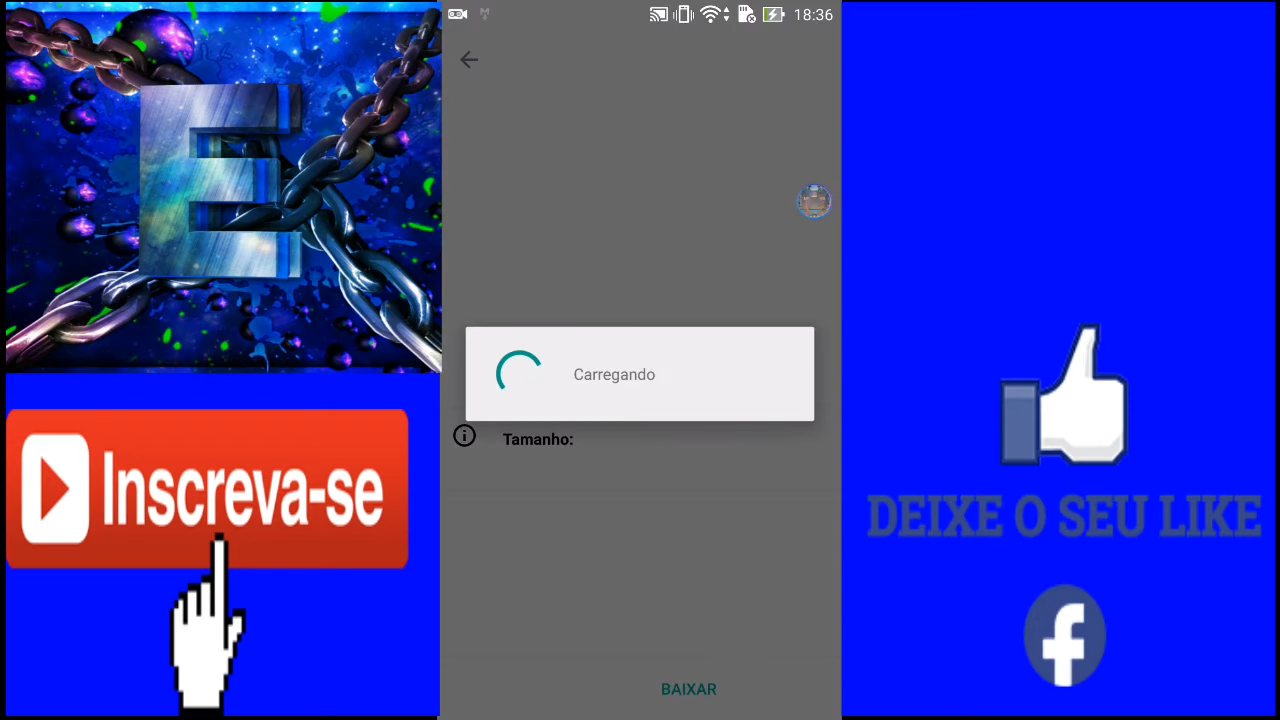 E
Inscreva-se
18:36
Carregando
Tamanho:
BAIXAR
DEIXE O SEU LIKE
f